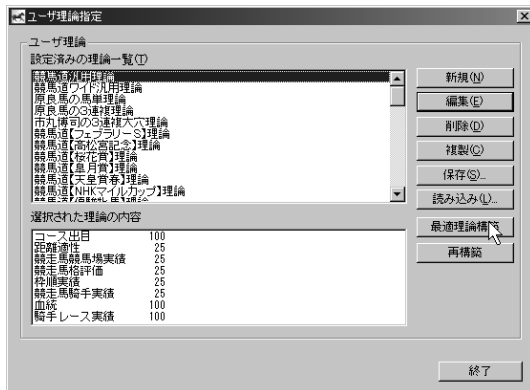 ユーザ理論指定
ユーザ理論
設定済みの理論一覧(T)
競馬道汎用理論
競馬道ワイド汎用理論
原良馬の馬単理論
原良馬の3連複理論
市丸博司の3連複大穴理論
競馬道【フェブラリーS】理論
競馬道【高松宮記念】理論
競馬道【桜花賞】理論
競馬道【皐月賞】理論
競馬道【天皇賞春】理論
競馬道【NHKマイルカップ】理論
新規(N)
編集(E)
削除(D)
複製(C)
保存(S)...
読み込み(L)...
最適理論構築
再構築
選択された理論の内容
コース出目 100
距離適性 25
競走馬競馬場実績 25
競走馬格評価 25
枠順実績 25
競走馬騎手実績 25
血統 100
騎手レース実績 100
終了